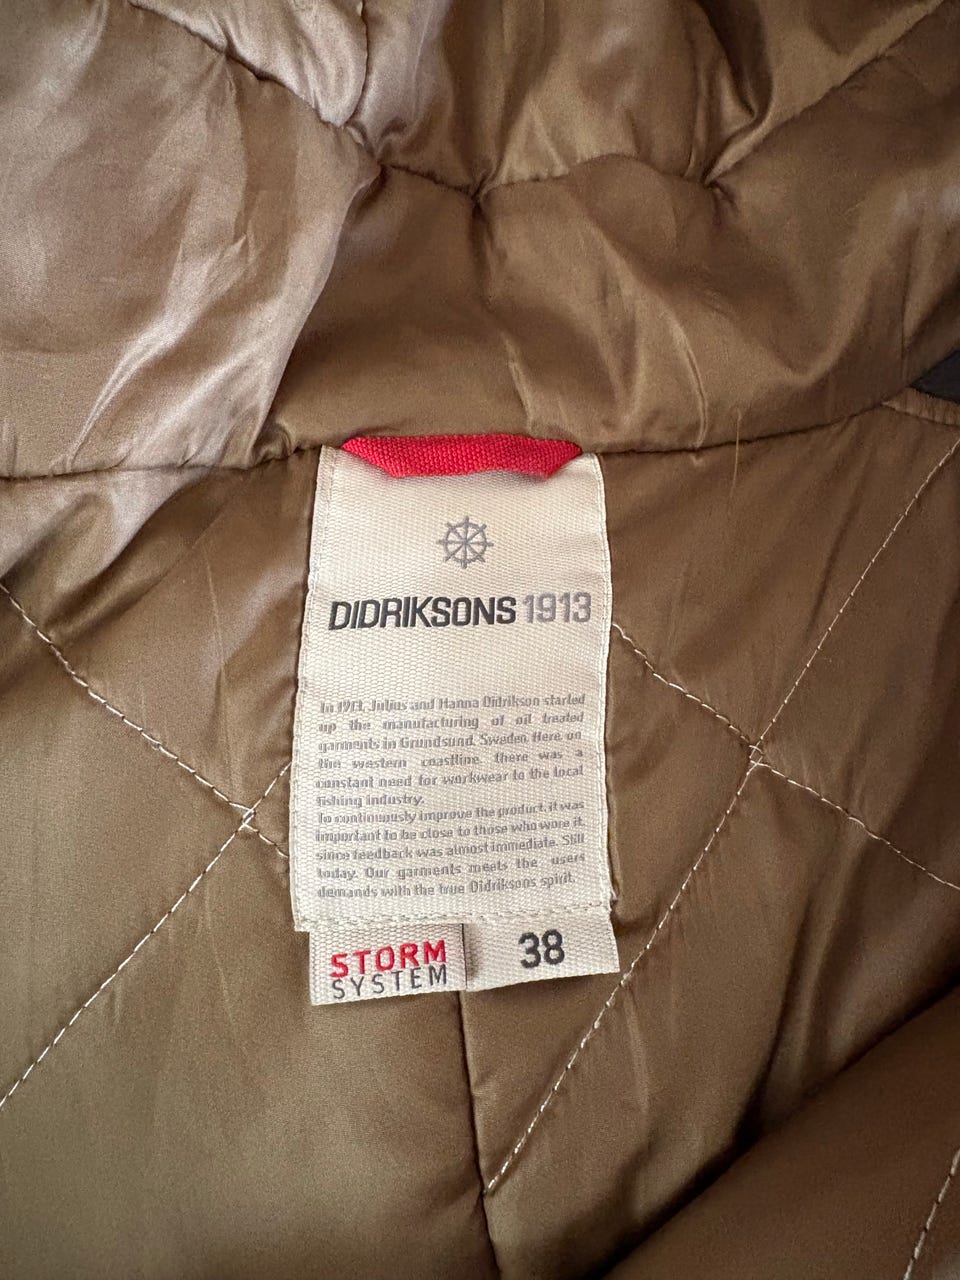 DIDRIKSONS 1913
In 1913, Julius and Hanna Didrikson started
up the manufacturing of oil treated
garments in Grundsund, Sweden. Here, on
the western coastline, there was a
constant need for workwear to the local
fishing industry.
To continuously improve the product, it was
important to be close to those who wore it,
since feedback was almost immediate. Still
today. Our garments meets the users
demands with the true Didriksons spirit.
STORM
SYSTEM
38